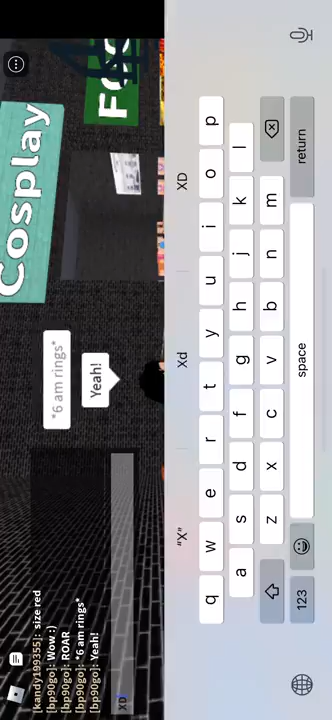 Cosplay
*6 am rings*
Yeah!
[kandy199355]: size red
[bp90go]: Wow :)
[bp90go]: ROAR
[bp90go]: *6 am rings*
[bp90go]: Yeah!
XD
"X" Xd XD
q w e r t y u i o p
a s d f g h j k l
z x c v b n m
123 space return